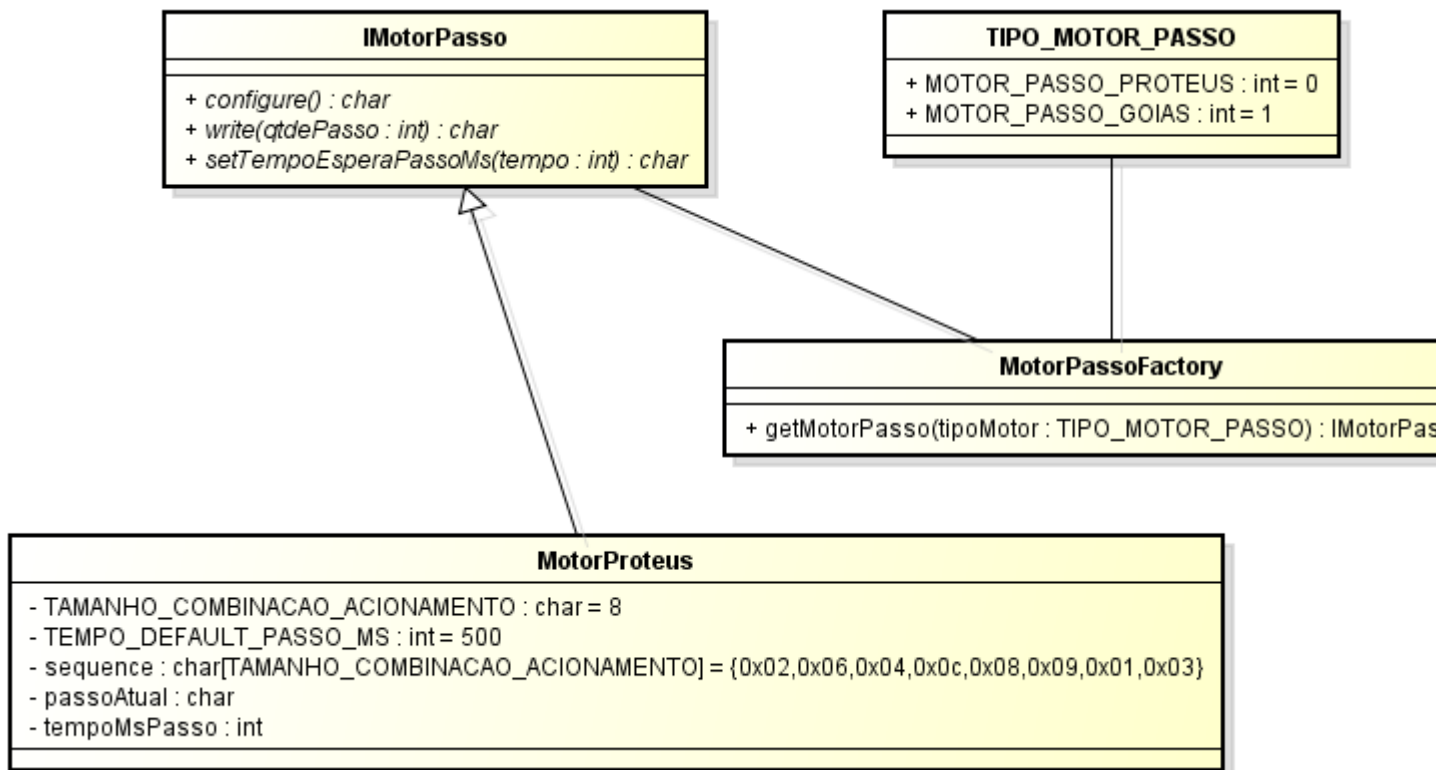 IMotorPasso
+ configure() : char
+ write(qtdePasso : int) : char
+ setTempoEsperaPassoMs(tempo : int) : char
TIPO_MOTOR_PASSO
+ MOTOR_PASSO_PROTEUS : int = 0
+ MOTOR_PASSO_GOIAS : int = 1
MotorPassoFactory
+ getMotorPasso(tipoMotor : TIPO_MOTOR_PASSO) : IMotorPas
MotorProteus
- TAMANHO_COMBINACAO_ACIONAMENTO : char = 8
- TEMPO_DEFAULT_PASSO_MS : int = 500
- sequence : char[TAMANHO_COMBINACAO_ACIONAMENTO] = {0x02,0x06,0x04,0x0c,0x08,0x09,0x01,0x03}
- passoAtual : char
- tempoMsPasso : int